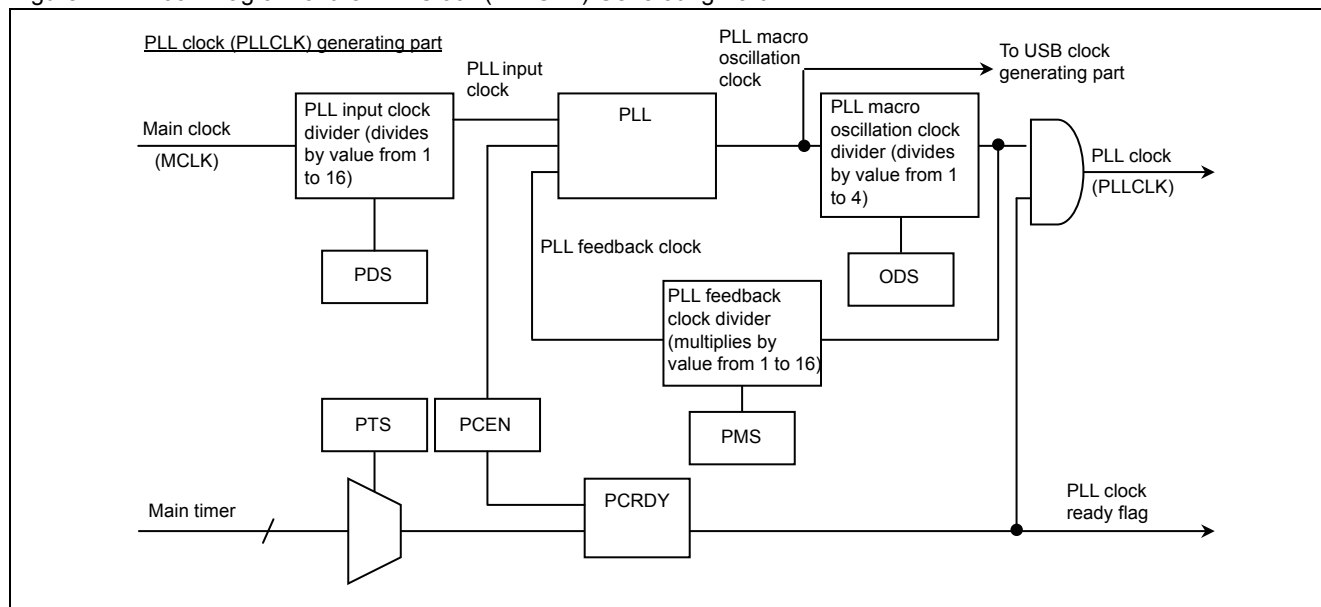 PLL clock (PLLCLK) generating part
PLL macro
oscillation
clock
To USB clock
generating part
PLL input
clock
Main clock
(MCLK)
PLL input clock
divider (divides
by value from 1
to 16)
PLL
PLL macro
oscillation clock
divider (divides
by value from 1
to 4)
PLL clock
(PLLCLK)
PDS
PLL feedback clock
ODS
PLL feedback
clock divider
(multiplies by
value from 1 to 16)
PTS
PCEN
PMS
Main timer
PCRDY
PLL clock
ready flag